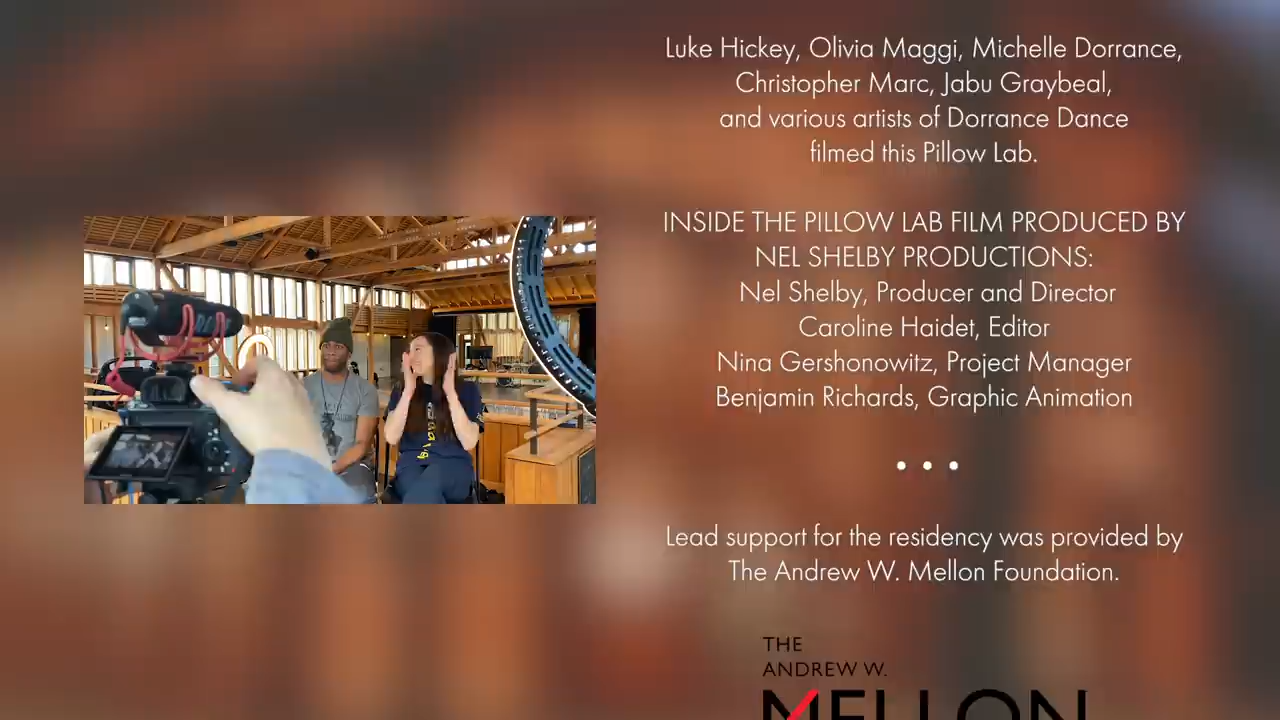 Luke Hickey, Olivia Maggi, Michelle Dorrance,
Christopher Marc, Jabu Graybeal,
and various artists of Dorrance Dance
filmed this Pillow Lab.
INSIDE THE PILLOW LAB FILM PRODUCED BY
NEL SHELBY PRODUCTIONS:
Nel Shelby, Producer and Director
Caroline Haidet, Editor
Nina Gershonowitz, Project Manager
Benjamin Richards, Graphic Animation
• • •
Lead support for the residency was provided by
The Andrew W. Mellon Foundation.
THE
ANDREW W.
MELLON